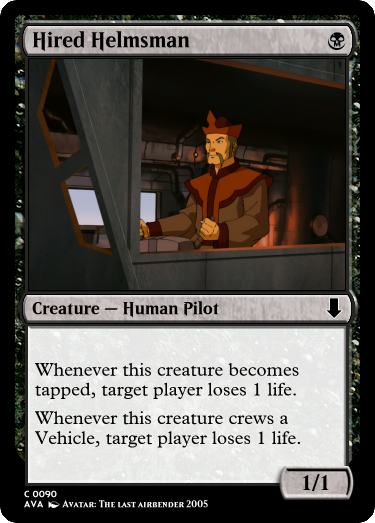 Hired Helmsman
Creature — Human Pilot
Whenever this creature becomes
tapped, target player loses 1 life.
Whenever this creature crews a
Vehicle, target player loses 1 life.
1/1
C 0090
AVA Avatar: The last airbender 2005